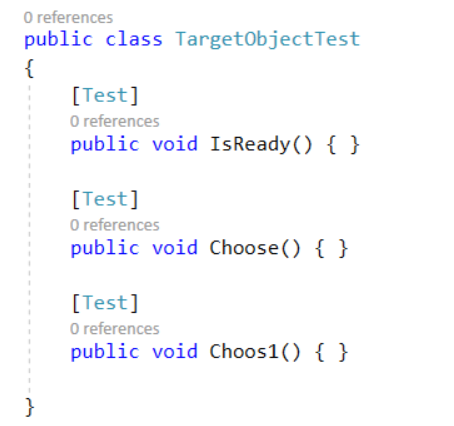 0 references
public class TargetObjectTest
{
[Test]
0 references
public void IsReady() { }
[Test]
0 references
public void Choose() { }
[Test]
0 references
public void Choos1() { }
}